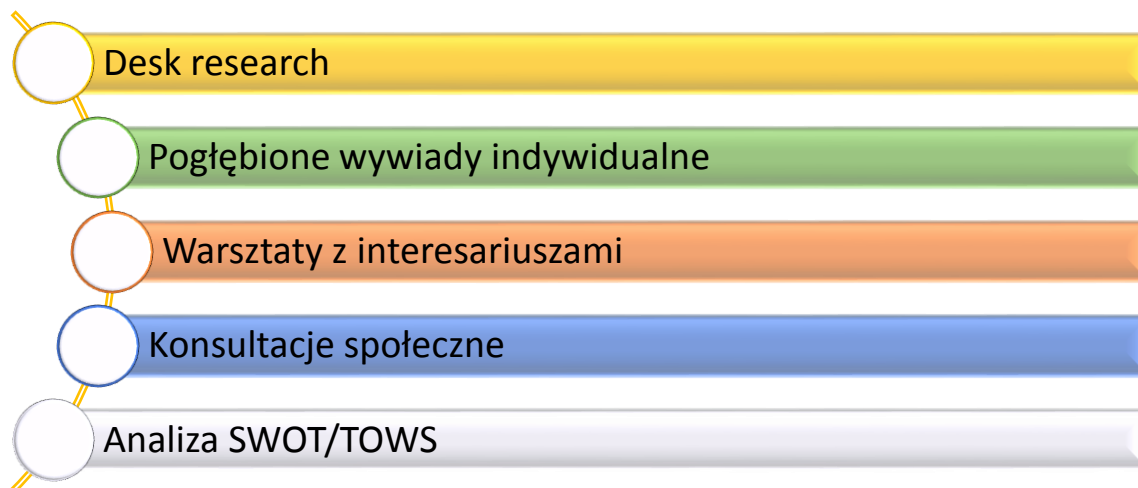 Desk research
Pogłębione wywiady indywidualne
Warsztaty z interesariuszami
Konsultacje społeczne
Analiza SWOT/TOWS